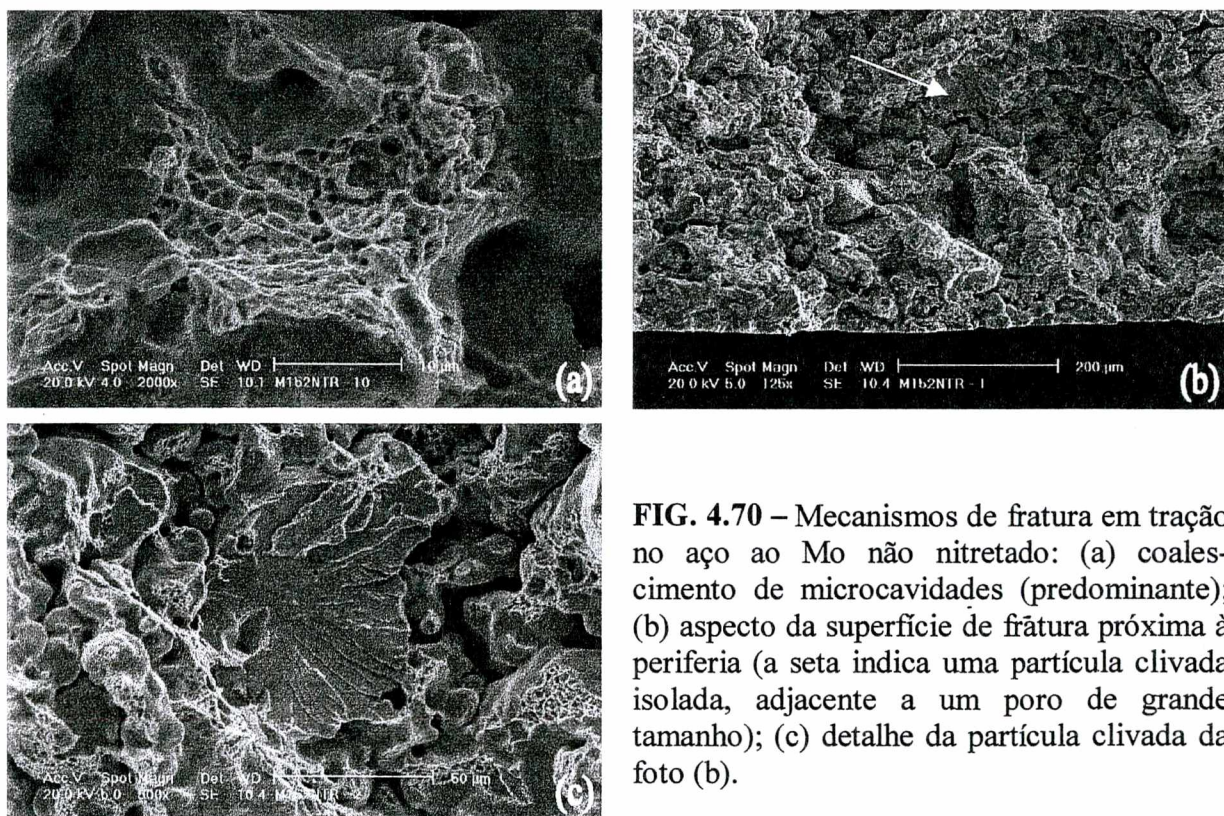 Acc.V Spot Magn Det WD 10 µm
20.0 kV 4.0 2000x SE 10.1 M1b2NTR 10
(a)
Acc.V Spot Magn Det WD 200 µm
20.0 kV 5.0 125x SE 10.4 M1b2NTR - 1
(b)
Acc.V Spot Magn Det WD µm
20.0 kV 5.0 SE 10.4
(c)
FIG. 4.70 – Mecanismos de fratura em tração
no aço ao Mo não nitretado: (a) coales-
cimento de microcavidades (predominante);
(b) aspecto da superfície de fratura próxima à
periferia (a seta indica uma partícula clivada
isolada, adjacente a um poro de grande
tamanho); (c) detalhe da partícula clivada da
foto (b).